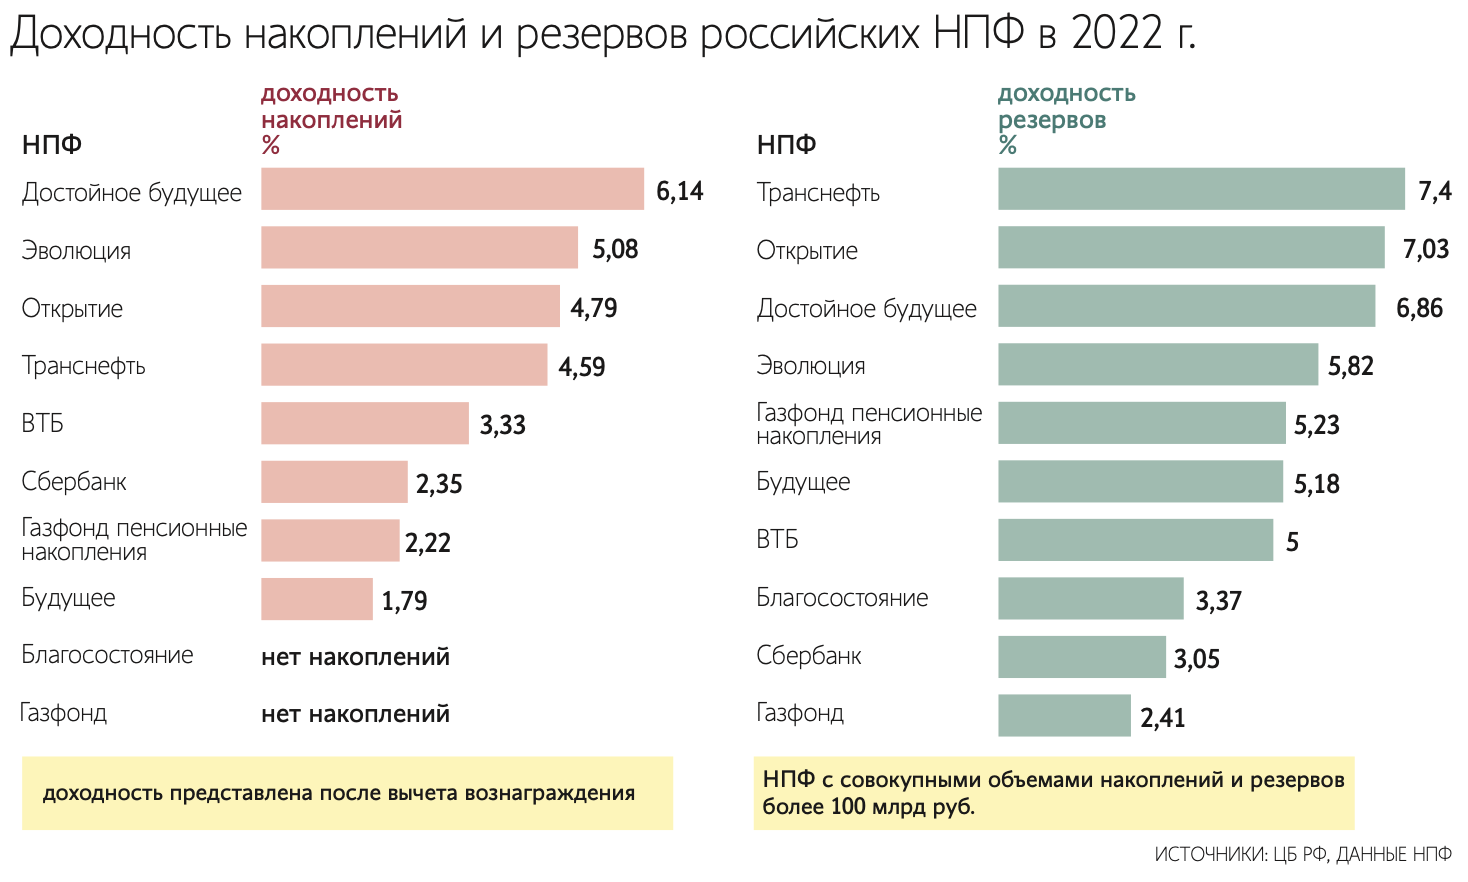 Доходность накоплений и резервов российских НПФ в 2022 г.
НПФ
доходность
накоплений
%
Достойное будущее 6,14
Эволюция 5,08
Открытие 4,79
Транснефть 4,59
ВТБ 3,33
Сбербанк 2,35
Газфонд пенсионные
накопления 2,22
Будущее 1,79
Благосостояние нет накоплений
Газфонд нет накоплений
доходность представлена после вычета вознаграждения
НПФ
доходность
резервов
%
Транснефть 7,4
Открытие 7,03
Достойное будущее 6,86
Эволюция 5,82
Газфонд пенсионные
накопления 5,23
Будущее 5,18
ВТБ 5
Благосостояние 3,37
Сбербанк 3,05
Газфонд 2,41
НПФ с совокупными объемами накоплений и резервов
более 100 млрд руб.
ИСТОЧНИКИ: ЦБ РФ, ДАННЫЕ НПФ